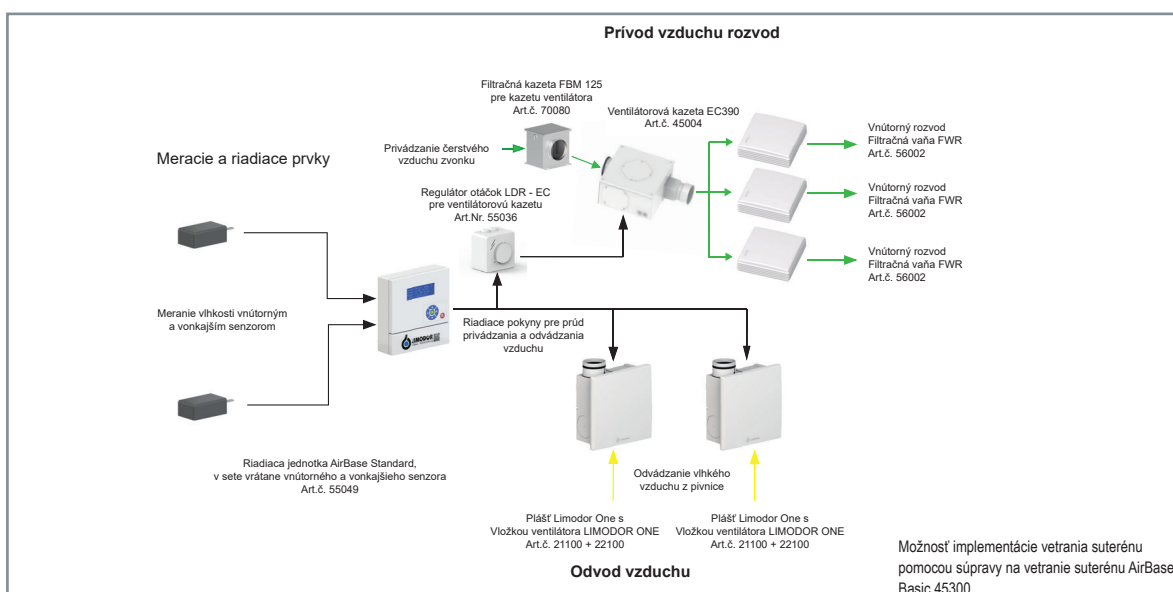 Prívod vzduchu rozvod
Filtračná kazeta FBM 125
pre kazetu ventilátora
Art.č. 70080
Ventilátorová kazeta EC390
Art.č. 45004
Vnútorný rozvod
Filtračná vaňa FWR
Art.č. 56002
Privádzanie čerstvého
vzduchu zvonku
Meracie a riadiace prvky
Regulátor otáčok LDR - EC
pre ventilátorovú kazetu
Art.Nr. 55036
Vnútorný rozvod
Filtračná vaňa FWR
Art.č. 56002
Vnútorný rozvod
Filtračná vaňa FWR
Art.č. 56002
Meranie vlhkosti vnútorným
a vonkajším senzorom
LIMODOR
Riadiace pokyny pre prúd
privádzania a odvádzania
vzduchu
Riadiaca jednotka AirBase Standard,
v sete vrátane vnútorného a vonkajšieho senzora
Art.č. 55049
Odvádzanie vlhkého
vzduchu z pivnice
Plášť Limodor One s
Vložkou ventilátora LIMODOR ONE
Art.č. 21100 + 22100
Plášť Limodor One s
Vložkou ventilátora LIMODOR ONE
Art.č. 21100 + 22100
Odvod vzduchu
Možnosť implementácie vetrania suterénu
pomocou súpravy na vetranie suterénu AirBase
Basic 45300